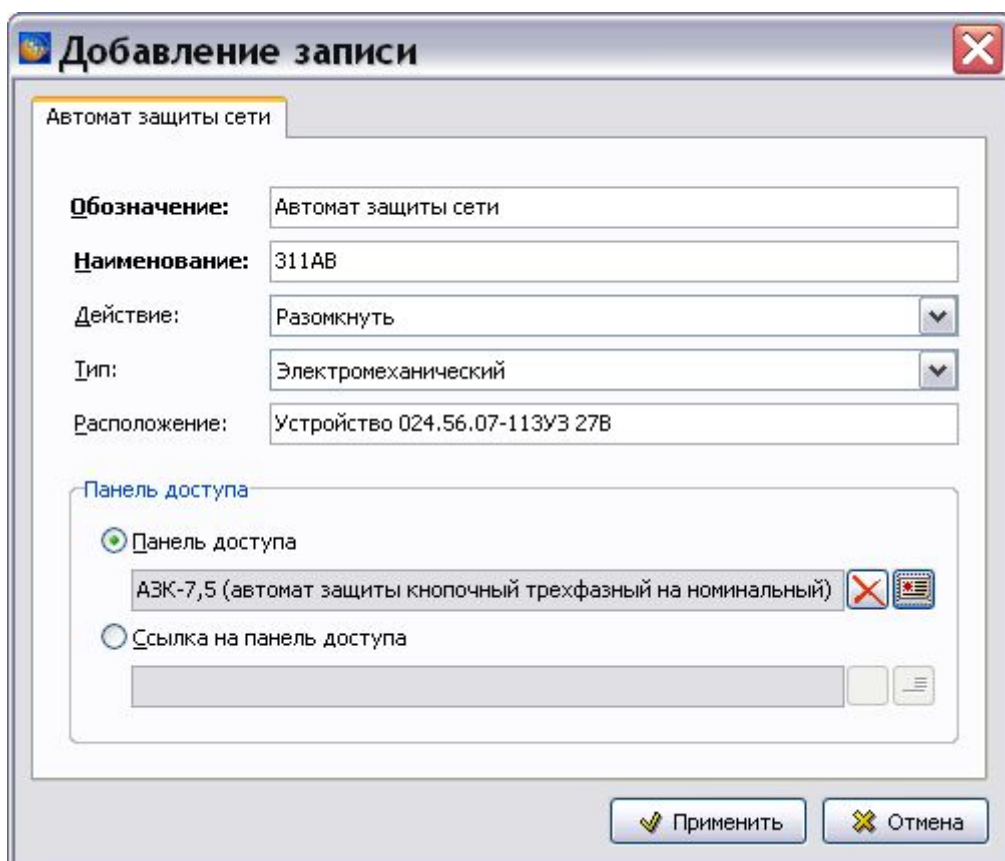 Добавление записи
Автомат защиты сети
Обозначение: Автомат защиты сети
Наименование: 311АВ
Действие: Разомкнуть
Тип: Электромеханический
Расположение: Устройство 024.56.07-113УЗ 27В
Панель доступа
Панель доступа
АЗК-7,5 (автомат защиты кнопочный трехфазный на номинальный)
Ссылка на панель доступа
Применить Отмена